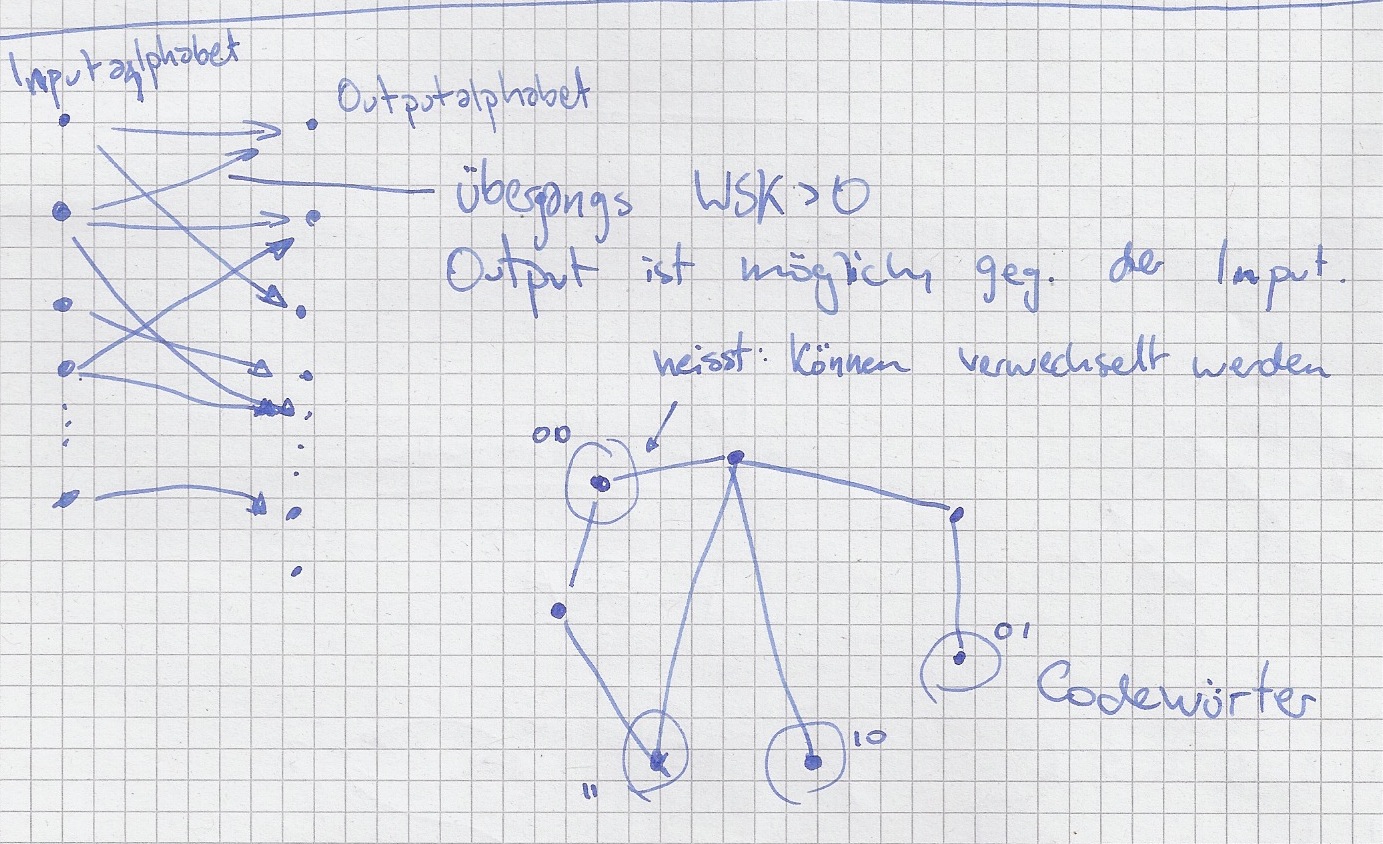 Inputalphabet
Outputalphabet
Übergangs WSK > 0
Output ist möglich geg. der Input.
heisst: können verwechselt werden
00
01
Codewörter
10
11